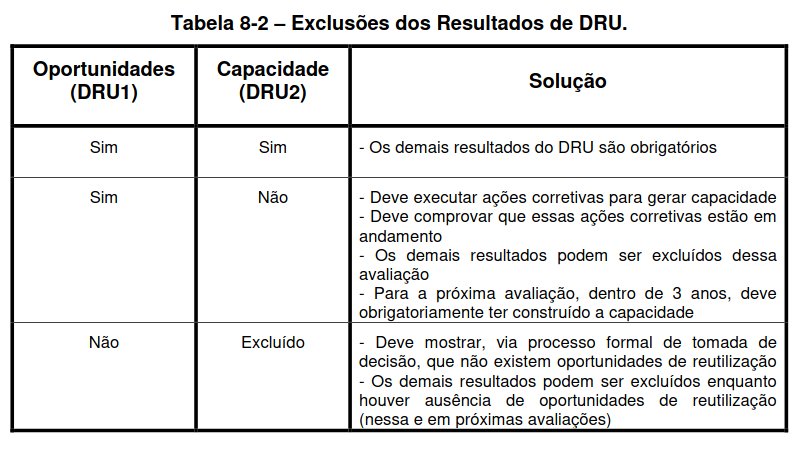 Tabela 8-2 – Exclusões dos Resultados de DRU.
Oportunidades
(DRU1)
Capacidade
(DRU2)
Solução
Sim
Sim
- Os demais resultados do DRU são obrigatórios
Sim
Não
- Deve executar ações corretivas para gerar capacidade
- Deve comprovar que essas ações corretivas estão em
andamento
- Os demais resultados podem ser excluídos dessa
avaliação
- Para a próxima avaliação, dentro de 3 anos, deve
obrigatoriamente ter construído a capacidade
Não
Excluído
- Deve mostrar, via processo formal de tomada de
decisão, que não existem oportunidades de reutilização
- Os demais resultados podem ser excluídos enquanto
houver ausência de oportunidades de reutilização
(nessa e em próximas avaliações)